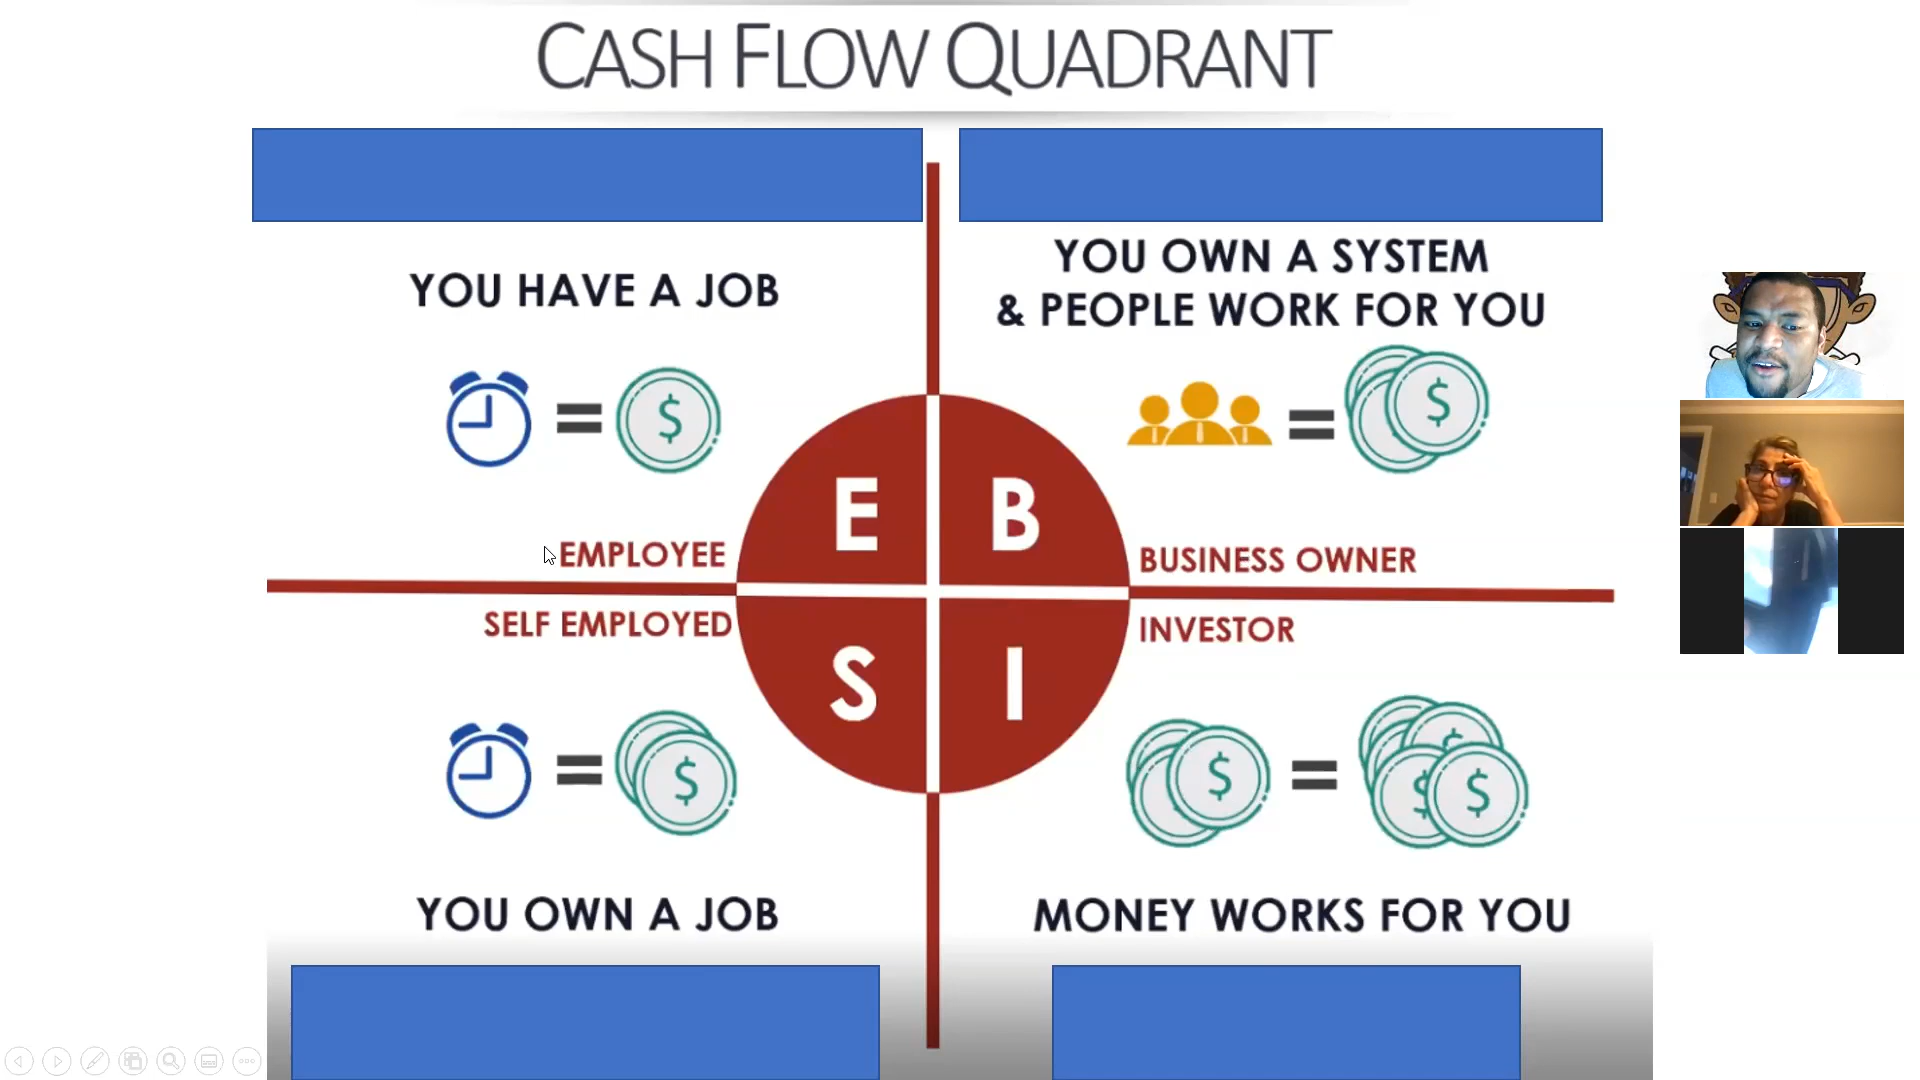 CASH FLOW QUADRANT
YOU HAVE A JOB
$
EMPLOYEE
E
YOU OWN A SYSTEM
& PEOPLE WORK FOR YOU
$
B
BUSINESS OWNER
SELF EMPLOYED
S
$
YOU OWN A JOB
INVESTOR
I
$ $ $ $
MONEY WORKS FOR YOU